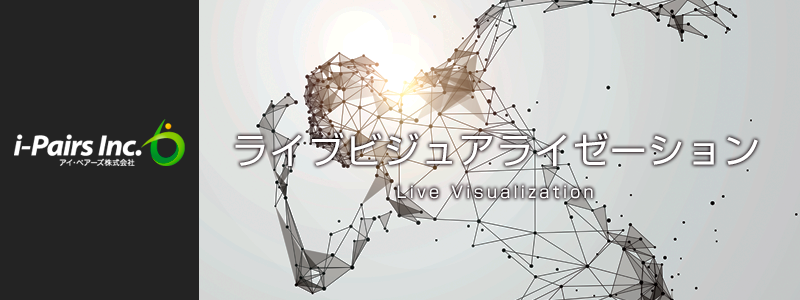 i-Pairs Inc.
アイ・ペアーズ株式会社
ライブビジュアライゼーション
Live Visualization